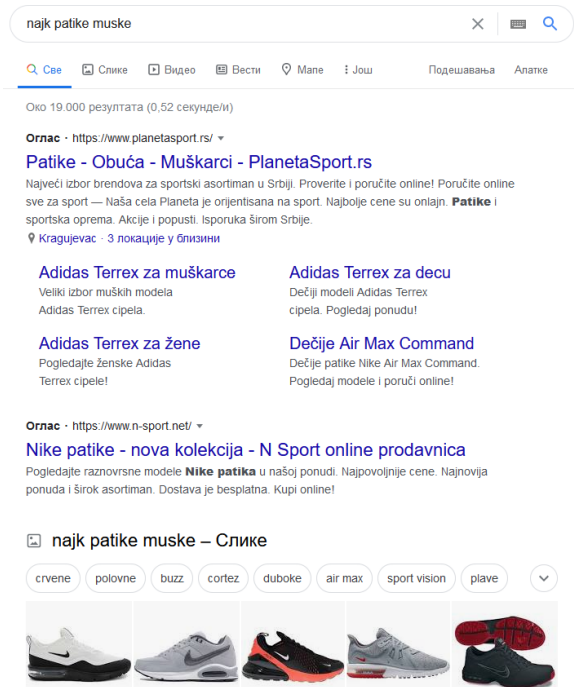 najk patike muske
Све Слике Видео Вести Мапе Још Подешавања Алатке
Око 19.000 резултата (0,52 секунде/и)
Оглас · https://www.planetasport.rs/
Patike - Obuća - Muškarci - PlanetaSport.rs
Najveći izbor brendova za sportski asortiman u Srbiji. Proverite i poručite online! Poručite online
sve za sport — Naša cela Planeta je orijentisana na sport. Najbolje cene su onlajn. Patike i
sportska oprema. Akcije i popusti. Isporuka širom Srbije.
Kragujevac · 3 локације у близини
Adidas Terrex za muškarce
Veliki izbor muških modela
Adidas Terrex cipela.
Adidas Terrex za decu
Dečiji modeli Adidas Terrex
cipela. Pogledaj ponudu!
Adidas Terrex za žene
Pogledajte ženske Adidas
Terrex cipele!
Dečije Air Max Command
Dečije patike Nike Air Max Command.
Pogledaj modele i poruči online!
Оглас · https://www.n-sport.net/
Nike patike - nova kolekcija - N Sport online prodavnica
Pogledajte raznovrsne modele Nike patika u našoj ponudi. Najpovoljnije cene. Najnovija
ponuda i širok asortiman. Dostava je besplatna. Kupi online!
najk patike muske – Слике
crvene polovne buzz cortez duboke air max sport vision plave